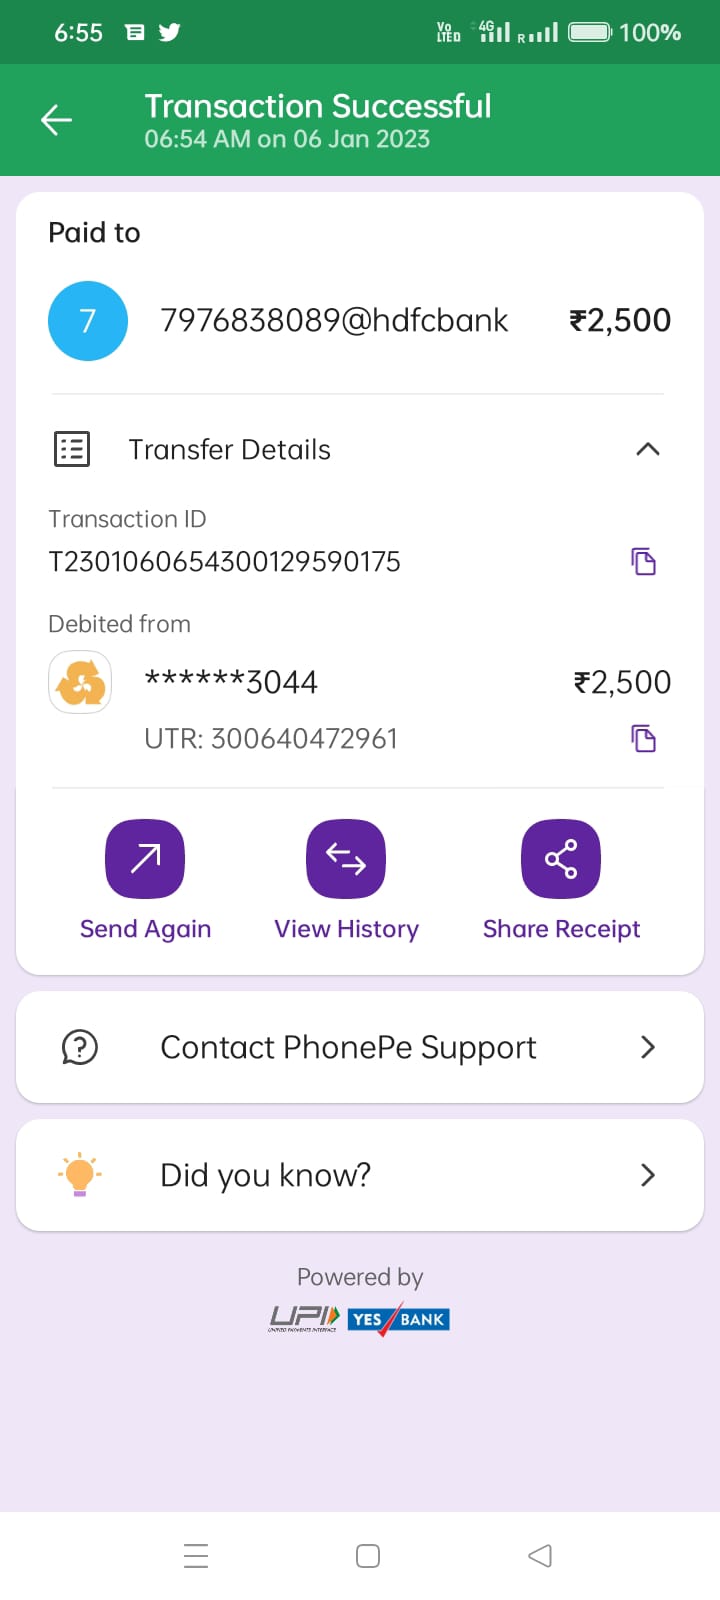 6:55
Vo LTED 4G R 100%
Transaction Successful
06:54 AM on 06 Jan 2023
Paid to
7
7976838089@hdfcbank ₹2,500
Transfer Details
Transaction ID
T2301060654300129590175
Debited from
******3044 ₹2,500
UTR: 300640472961
Send Again View History Share Receipt
Contact PhonePe Support
Did you know?
Powered by
UPI YES BANK
UNIFIED PAYMENTS INTERFACE